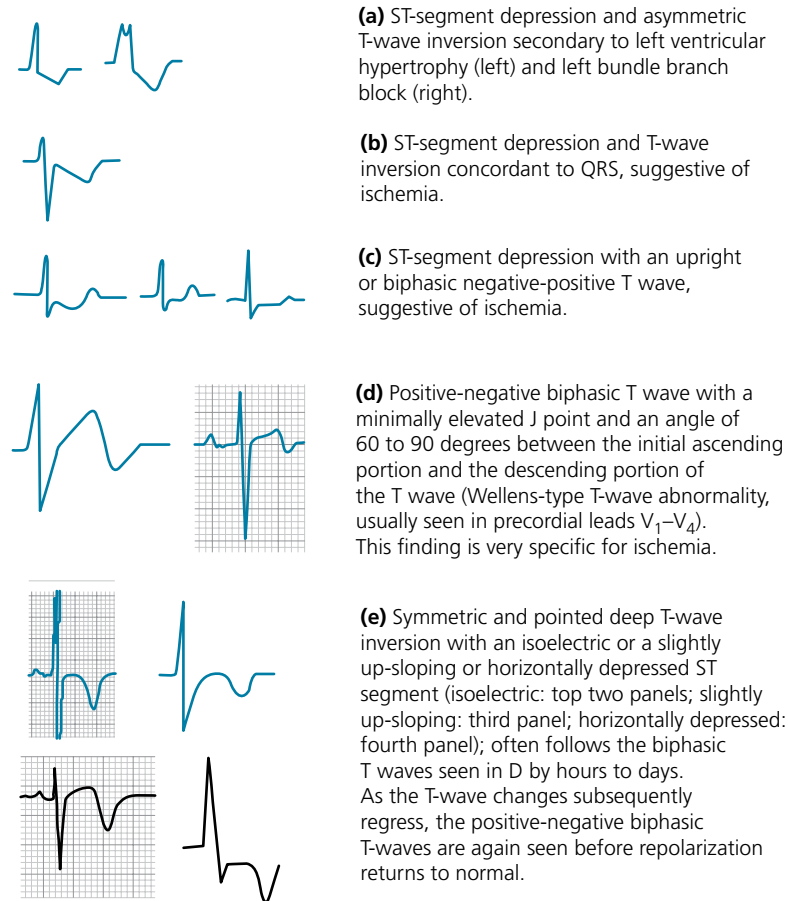 (a) ST-segment depression and asymmetric
T-wave inversion secondary to left ventricular
hypertrophy (left) and left bundle branch
block (right).
(b) ST-segment depression and T-wave
inversion concordant to QRS, suggestive of
ischemia.
(c) ST-segment depression with an upright
or biphasic negative-positive T wave,
suggestive of ischemia.
(d) Positive-negative biphasic T wave with a
minimally elevated J point and an angle of
60 to 90 degrees between the initial ascending
portion and the descending portion of
the T wave (Wellens-type T-wave abnormality,
usually seen in precordial leads V₁–V₄).
This finding is very specific for ischemia.
(e) Symmetric and pointed deep T-wave
inversion with an isoelectric or a slightly
up-sloping or horizontally depressed ST
segment (isoelectric: top two panels; slightly
up-sloping: third panel; horizontally depressed:
fourth panel); often follows the biphasic
T waves seen in D by hours to days.
As the T-wave changes subsequently
regress, the positive-negative biphasic
T-waves are again seen before repolarization
returns to normal.